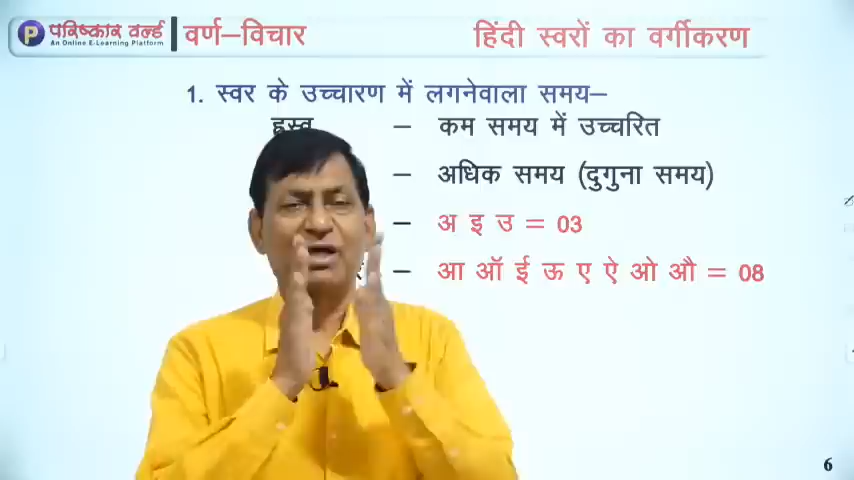 परिष्कार वर्ल्ड
An Online E-Learning Platform
वर्ण–विचार
हिंदी स्वरों का वर्गीकरण
1. स्वर के उच्चारण में लगनेवाला समय–
ह्रस्व – कम समय में उच्चरित
– अधिक समय (दुगुना समय)
– अ इ उ = 03
– आ ऑ ई ऊ ए ऐ ओ औ = 08
6